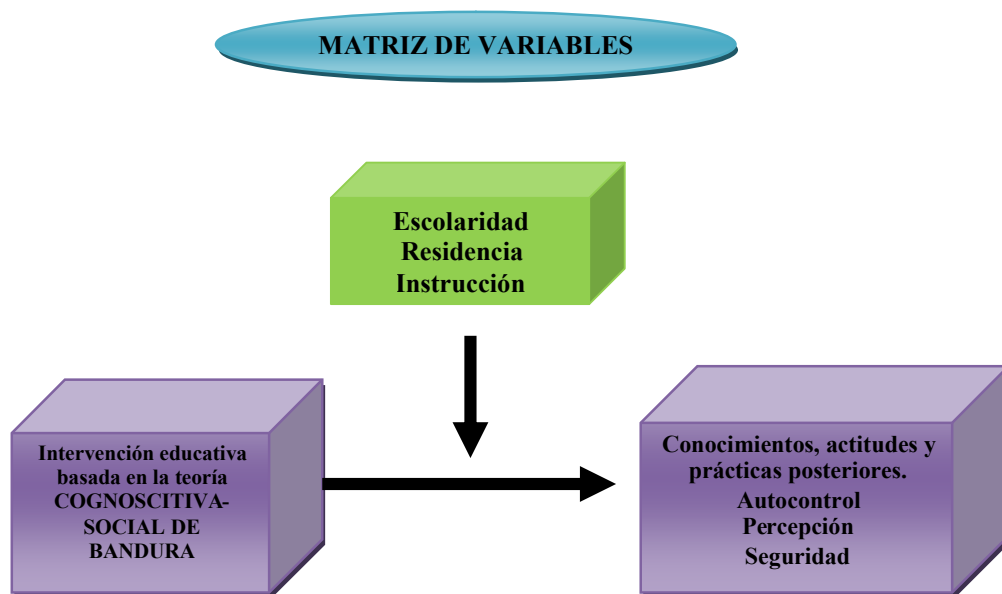 MATRIZ DE VARIABLES
Escolaridad
Residencia
Instrucción
Intervención educativa
basada en la teoría
COGNOSCITIVA-
SOCIAL DE
BANDURA
Conocimientos, actitudes y
prácticas posteriores.
Autocontrol
Percepción
Seguridad